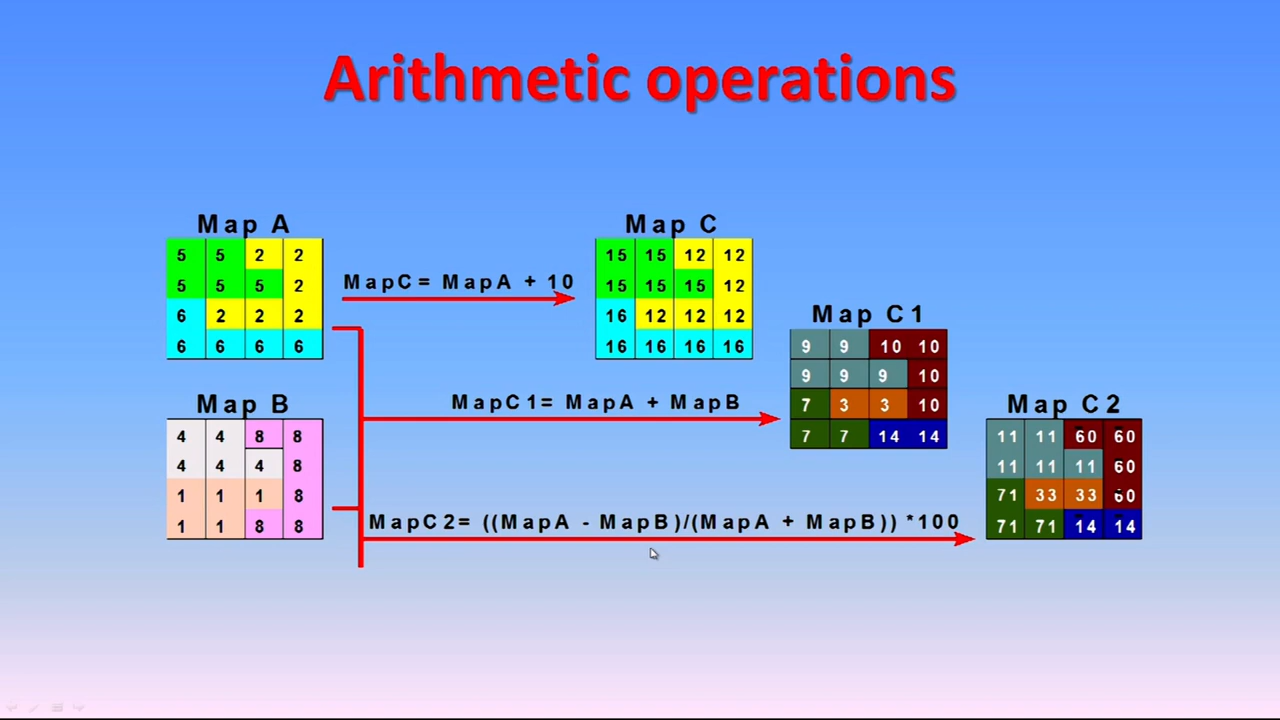 Arithmetic operations
Map A
5 5 2 2
5 5 5 2
6 2 2 2
6 6 6 6
MapC= MapA + 10
Map C
15 15 12 12
15 15 15 12
16 12 12 12
16 16 16 16
Map B
4 4 8 8
4 4 4 8
1 1 1 8
1 1 8 8
MapC1= MapA + MapB
Map C1
9 9 10 10
9 9 9 10
7 3 3 10
7 7 14 14
MapC2= ((MapA - MapB)/(MapA + MapB)) *100
Map C2
11 11 60 60
11 11 11 60
71 33 33 60
71 71 14 14